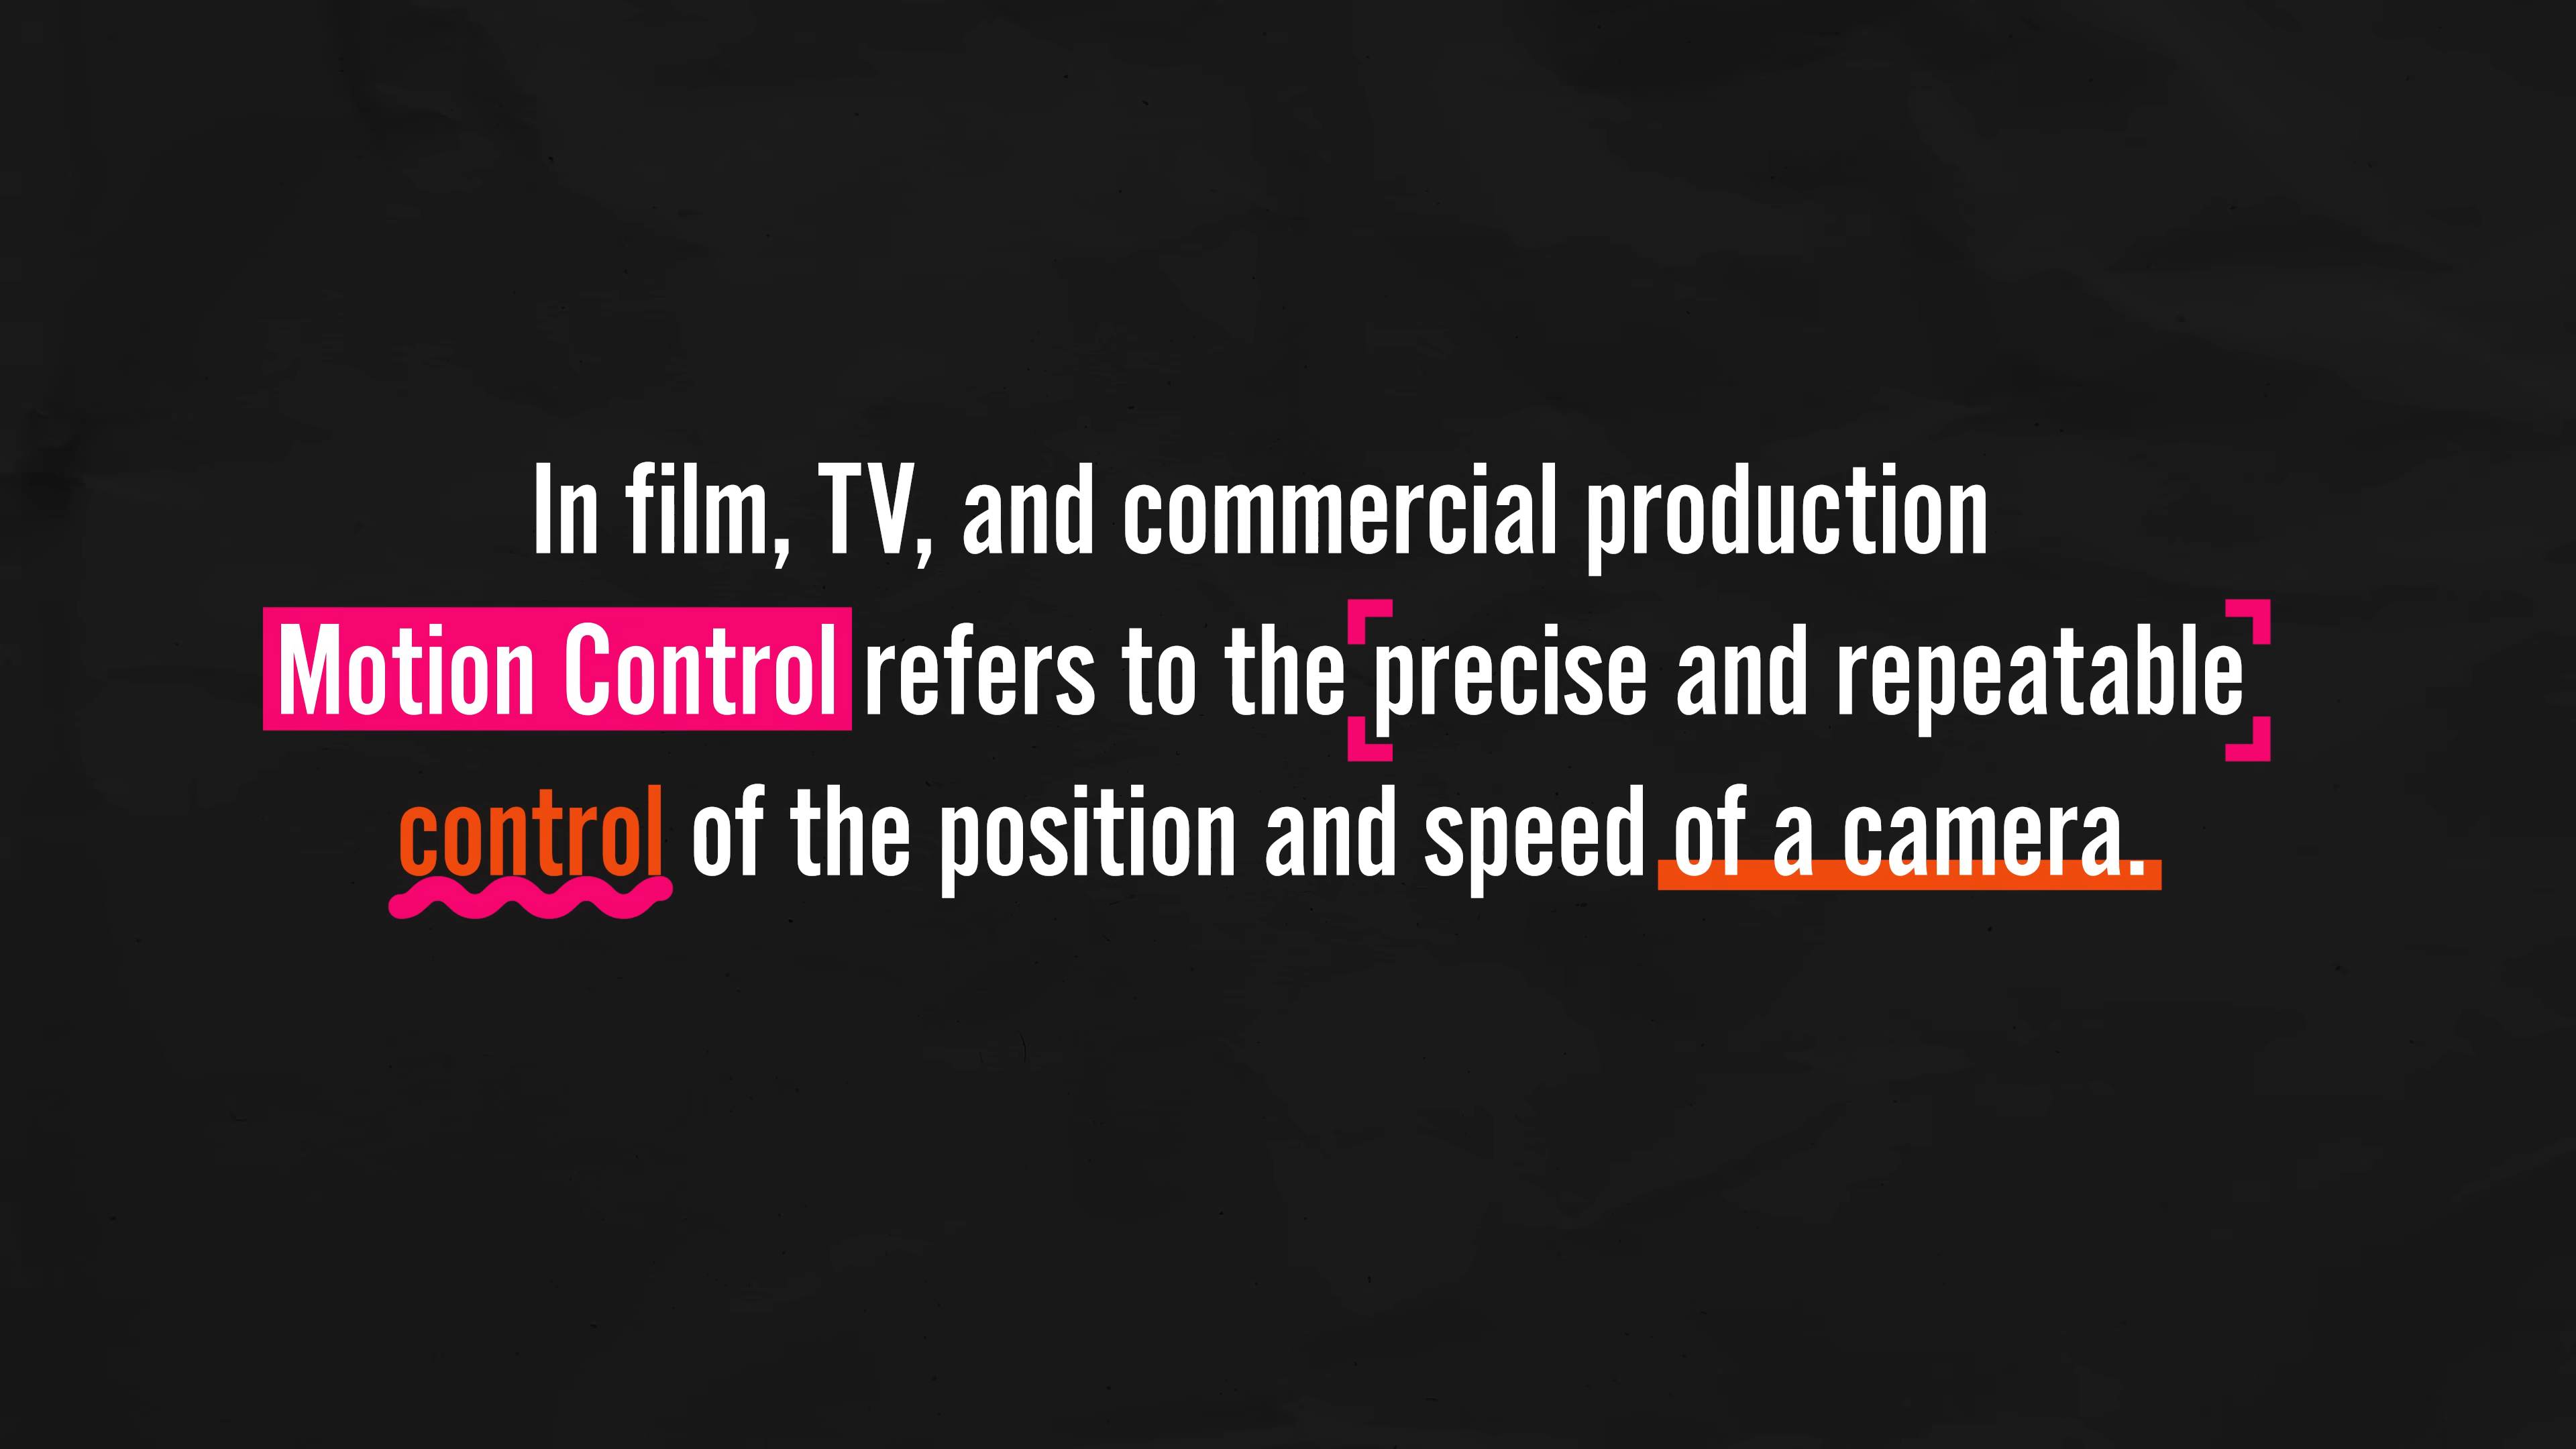 In film, TV, and commercial production
Motion Control refers to the precise and repeatable
control of the position and speed of a camera.